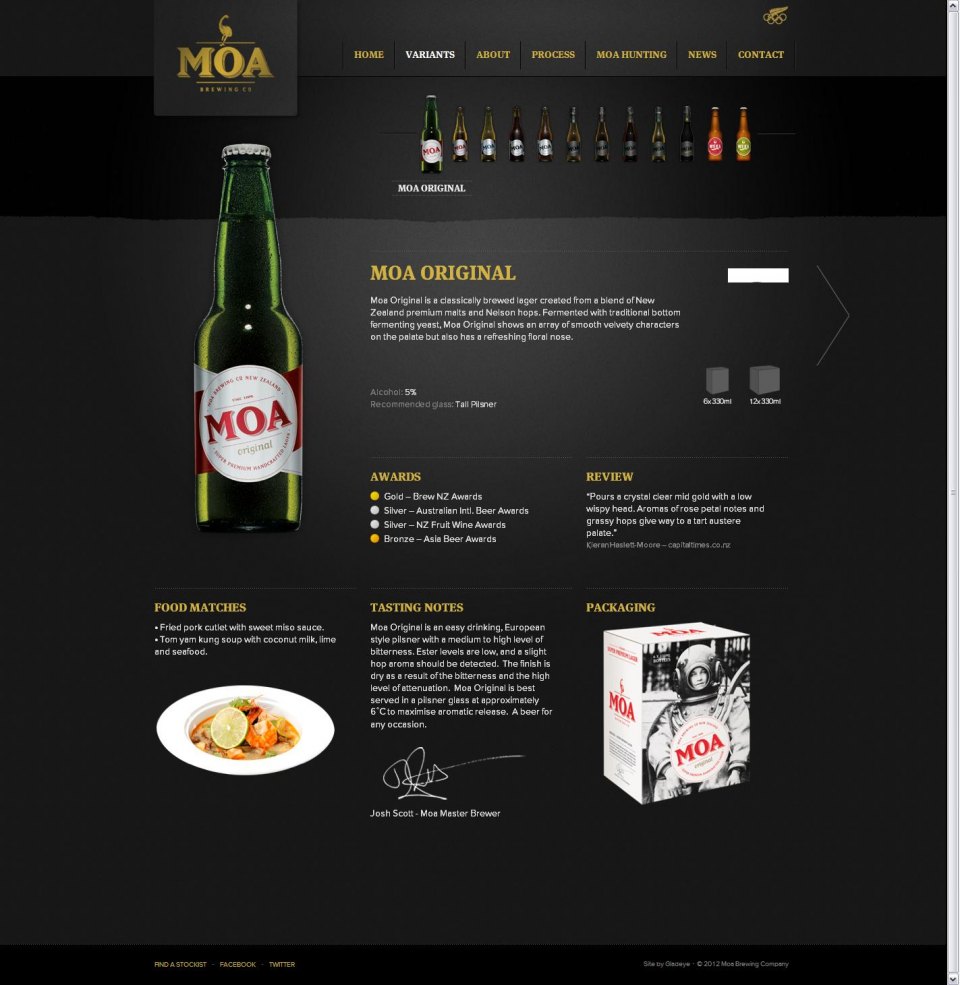 MOA
BREWING CO
HOME
VARIANTS
ABOUT
PROCESS
MOA HUNTING
NEWS
CONTACT
MOA ORIGINAL
MOA ORIGINAL
Moa Original is a classically brewed lager created from a blend of New
Zealand premium malts and Nelson hops. Fermented with traditional bottom
fermenting yeast, Moa Original shows an array of smooth velvety characters
on the palate but also has a refreshing floral nose.
Alcohol: 5%
Recommended glass: Tall Pilsner
6x330ml
12x330ml
MOA BREWING CO NEW ZEALAND
MOA
original
SUPER PREMIUM HANDCRAFTED LAGER
AWARDS
Gold – Brew NZ Awards
Silver – Australian Intl. Beer Awards
Silver – NZ Fruit Wine Awards
Bronze – Asia Beer Awards
REVIEW
“Pours a crystal clear mid gold with a low
wispy head. Aromas of rose petal notes and
grassy hops give way to a tart austere
palate.”
Kieran Haslett-Moore – capitaltimes.co.nz
FOOD MATCHES
• Fried pork cutlet with sweet miso sauce.
• Tom yam kung soup with coconut milk, lime
and seafood.
TASTING NOTES
Moa Original is an easy drinking, European
style pilsner with a medium to high level of
bitterness. Ester levels are low, and a slight
hop aroma should be detected. The finish is
dry as a result of the bitterness and the high
level of attenuation. Moa Original is best
served in a pilsner glass at approximately
6˚C to maximise aromatic release. A beer for
any occasion.
Josh Scott - Moa Master Brewer
PACKAGING
MOA
MOA
MOA
original
FIND A STOCKIST - FACEBOOK - TWITTER
Site by Gladeye · © 2012 Moa Brewing Company